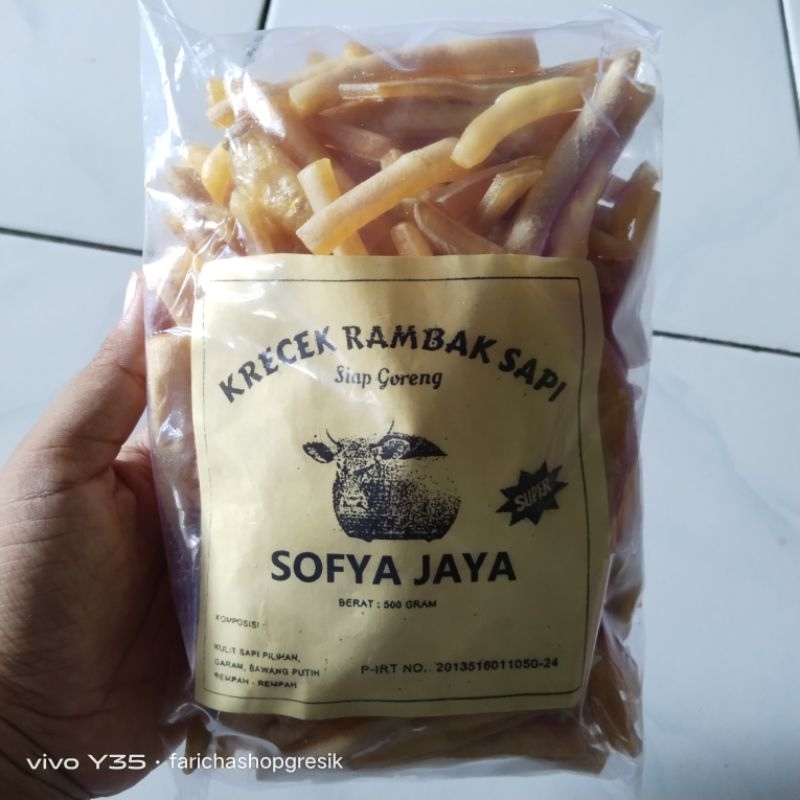 KRECEK RAMBAK SAPI
Siap Goreng
SUPER
SOFYA JAYA
BERAT : 500 GRAM
KOMPOSISI :
KULIT SAPI PILIHAN,
GARAM, BAWANG PUTIH
REMPAH - REMPAH
P-IRT NO.. 2013516011050-24
vivo Y35 · farichashopgresik